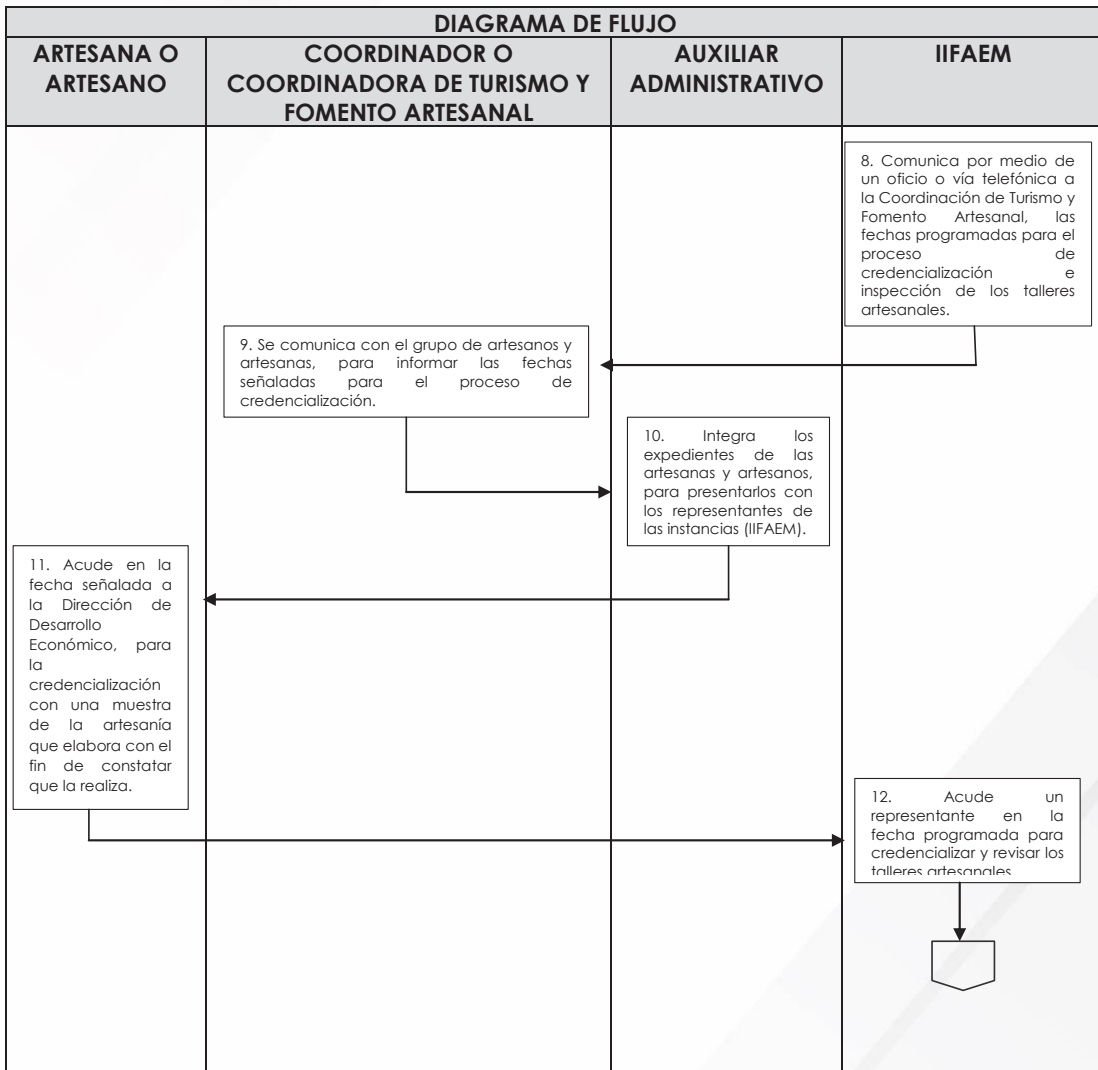 DIAGRAMA DE FLUJO
ARTESANA O
ARTESANO
COORDINADOR O
COORDINADORA DE TURISMO Y
FOMENTO ARTESANAL
AUXILIAR
ADMINISTRATIVO
IIFAEM
8. Comunica por medio de
un oficio o vía telefónica a
la Coordinación de Turismo y
Fomento Artesanal, las
fechas programadas para el
proceso de
credencialización e
inspección de los talleres
artesanales.
9. Se comunica con el grupo de artesanos y
artesanas, para informar las fechas
señaladas para el proceso de
credencialización.
10. Integra los
expedientes de las
artesanas y artesanos,
para presentarlos con
los representantes de
las instancias (IIFAEM).
11. Acude en la
fecha señalada a
la Dirección de
Desarrollo
Económico, para
la
credencialización
con una muestra
de la artesanía
que elabora con el
fin de constatar
que la realiza.
12. Acude un
representante en la
fecha programada para
credencializar y revisar los
talleres artesanales